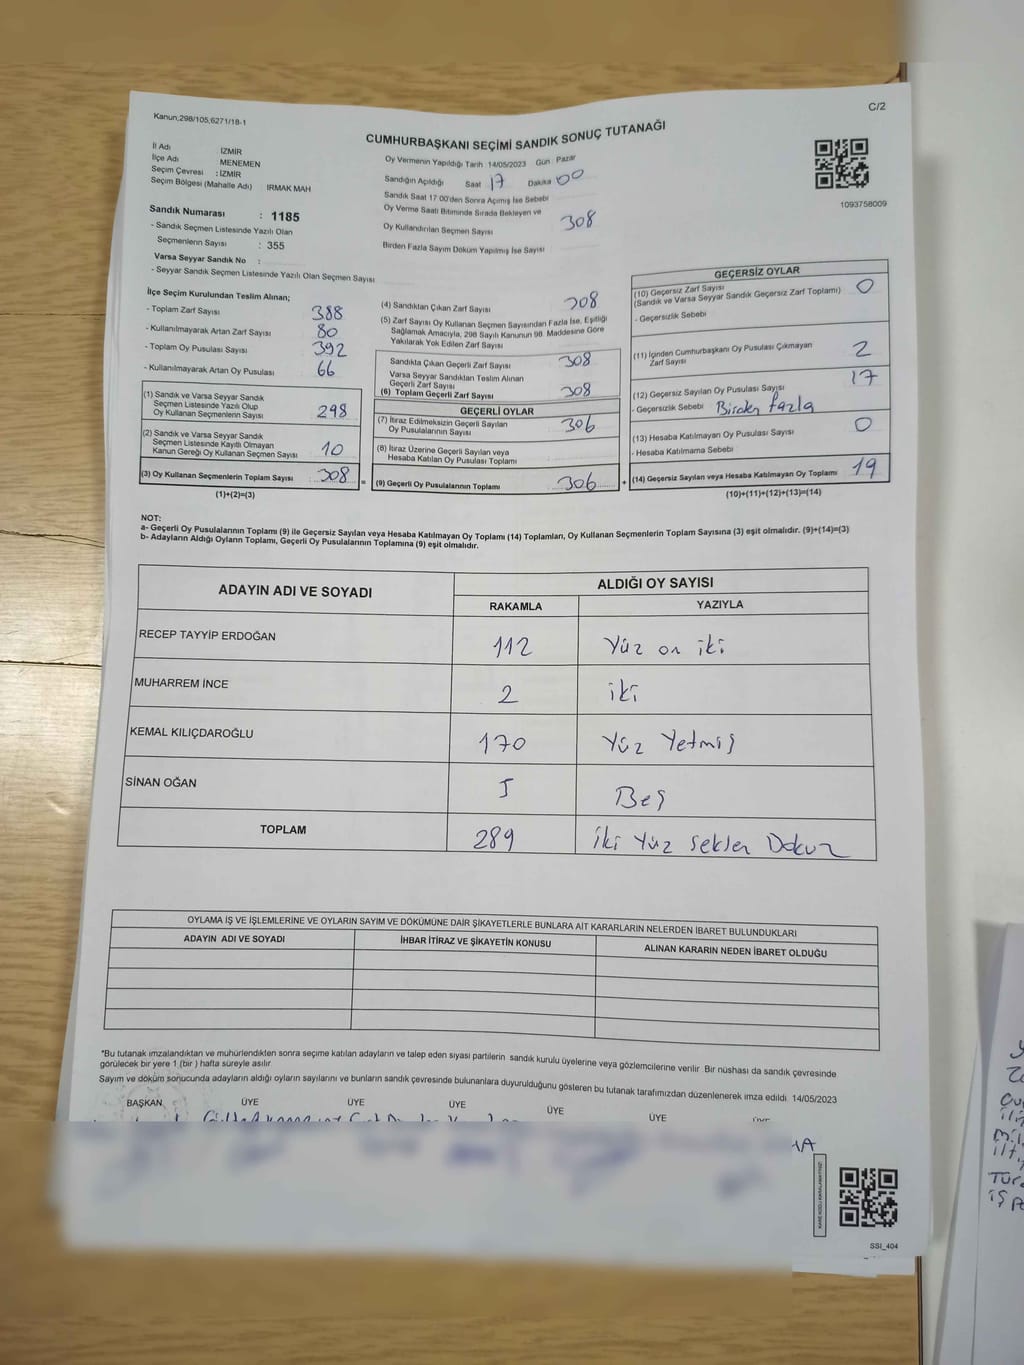 C/2
Kanun,298/105,6271/18-1
CUMHURBAŞKANI SEÇİMİ SANDIK SONUÇ TUTANAĞI
İl Adı : İZMİR
İlçe Adı : MENEMEN
Seçim Çevresi : İZMİR
Seçim Bölgesi (Mahalle Adı) IRMAK MAH
Sandık Numarası : 1185
- Sandık Seçmen Listesinde Yazılı Olan
Seçmenlerin Sayısı : 355
Varsa Seyyar Sandık No :
- Seyyar Sandık Seçmen Listesinde Yazılı Olan Seçmen Sayısı
Oy Vermenin Yapıldığı Tarih 14/05/2023 Gün Pazar
Sandığın Açıldığı Saat 17 Dakika 00
Sandık Saat 17 00'den Sonra Açımış İse Sebebi
Oy Verme Saati Bitiminde Sırada Bekleyen ve
Oy Kullandırılan Seçmen Sayısı 308
Birden Fazla Sayım Döküm Yapılmış İse Sayısı
1093758009
İlçe Seçim Kurulundan Teslim Alınan;
- Toplam Zarf Sayısı 388
- Kullanılmayarak Artan Zarf Sayısı 80
- Toplam Oy Pusulası Sayısı 392
- Kullanılmayarak Artan Oy Pusulası 66
(1) Sandık ve Varsa Seyyar Sandık
Seçmen Listesinde Yazılı Olup
Oy Kullanan Seçmenlerin Sayısı 298
(2) Sandık ve Varsa Seyyar Sandık
Seçmen Listesinde Kayıtlı Olmayan
Kanun Gereği Oy Kullanan Seçmen Sayısı 10
(3) Oy Kullanan Seçmenlerin Toplam Sayısı 308 =
(1)+(2)=(3)
(4) Sandıktan Çıkan Zarf Sayısı 308
(5) Zarf Sayısı Oy Kullanan Seçmen Sayısından Fazla İse, Eşitliği
Sağlamak Amacıyla, 298 Sayılı Kanunun 98. Maddesine Göre
Yakılarak Yok Edilen Zarf Sayısı
Sandıkta Çıkan Geçerli Zarf Sayısı 308
Varsa Seyyar Sandıktan Teslim Alınan
Geçerli Zarf Sayısı
(6) Toplam Geçerli Zarf Sayısı 308
GEÇERLİ OYLAR
(7) İtiraz Edilmeksizin Geçerli Sayılan
Oy Pusulalarının Sayısı 306
(8) İtiraz Üzerine Geçerli Sayılan veya
Hesaba Katılan Oy Pusulası Toplamı
(9) Geçerli Oy Pusulalarının Toplamı 306 +
GEÇERSİZ OYLAR
(10) Geçersiz Zarf Sayısı
(Sandık ve Varsa Seyyar Sandık Geçersiz Zarf Toplamı) 0
- Geçersizlik Sebebi
(11) İçinden Cumhurbaşkanı Oy Pusulası Çıkmayan
Zarf Sayısı 2
(12) Geçersiz Sayılan Oy Pusulası Sayısı 17
- Geçersizlik Sebebi Birden fazla
(13) Hesaba Katılmayan Oy Pusulası Sayısı 0
- Hesaba Katılmama Sebebi
(14) Geçersiz Sayılan veya Hesaba Katılmayan Oy Toplamı 19
(10)+(11)+(12)+(13)=(14)
NOT:
a- Geçerli Oy Pusulalarının Toplamı (9) ile Geçersiz Sayılan veya Hesaba Katılmayan Oy Toplamı (14) Toplamları, Oy Kullanan Seçmenlerin Toplam Sayısına (3) eşit olmalıdır. (9)+(14)=(3)
b- Adayların Aldığı Oyların Toplamı, Geçerli Oy Pusulalarının Toplamına (9) eşit olmalıdır.
ADAYIN ADI VE SOYADI ALDIĞI OY SAYISI
RAKAMLA YAZIYLA
RECEP TAYYİP ERDOĞAN 112 Yüz on iki
MUHARREM İNCE 2 iki
KEMAL KILIÇDAROĞLU 170 Yüz Yetmiş
SİNAN OĞAN 5 Beş
TOPLAM 289 iki Yüz seksen Dokuz
OYLAMA İŞ VE İŞLEMLERİNE VE OYLARIN SAYIM VE DÖKÜMÜNE DAİR ŞİKAYETLERLE BUNLARA AİT KARARLARIN NELERDEN İBARET BULUNDUKLARI
ADAYIN ADI VE SOYADI İHBAR İTİRAZ VE ŞİKAYETİN KONUSU ALINAN KARARIN NEDEN İBARET OLDUĞU
*Bu tutanak imzalandıktan ve mühürlendikten sonra seçime katılan adayların ve talep eden siyasi partilerin sandık kurulu üyelerine veya gözlemcilerine verilir. Bir nüshası da sandık çevresinde
görülecek bir yere 1 (bir ) hafta süreyle asılır
Sayım ve döküm sonucunda adayların aldığı oyların sayılarını ve bunların sandık çevresinde bulunanlara duyurulduğunu gösteren bu tutanak tarafımızdan düzenlenerek imza edildi. 14/05/2023
BAŞKAN ÜYE ÜYE ÜYE ÜYE ÜYE ÜYE
SSI_404